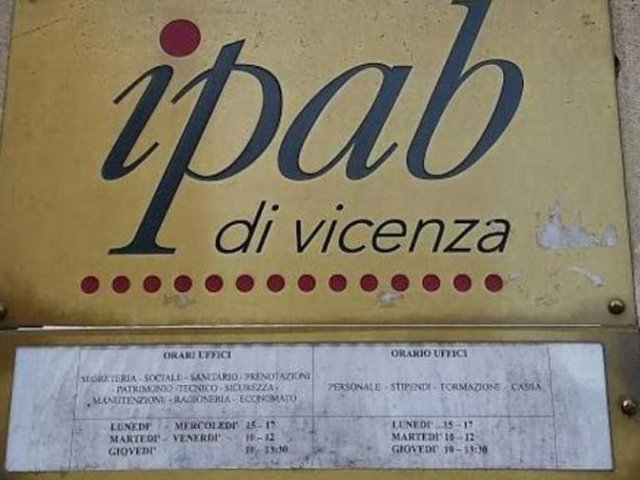 ipab
di vicenza
ORARI UFFICI
SEGRETERIA - SOCIALE - SANITARIO - PRENOTAZIONI
- PATRIMONIO - TECNICO - SICUREZZA -
MANUTENZIONE - RAGIONERIA - ECONOMATO
LUNEDI' - MERCOLEDI' 15 - 17
MARTEDI' - VENERDI' 10 - 12
GIOVEDI' 10 - 13:30
ORARIO UFFICI
PERSONALE - STIPENDI - FORMAZIONE - CASSA
LUNEDI' ...15 - 17
MARTEDI' 10 - 12
GIOVEDI' 10 - 13:30